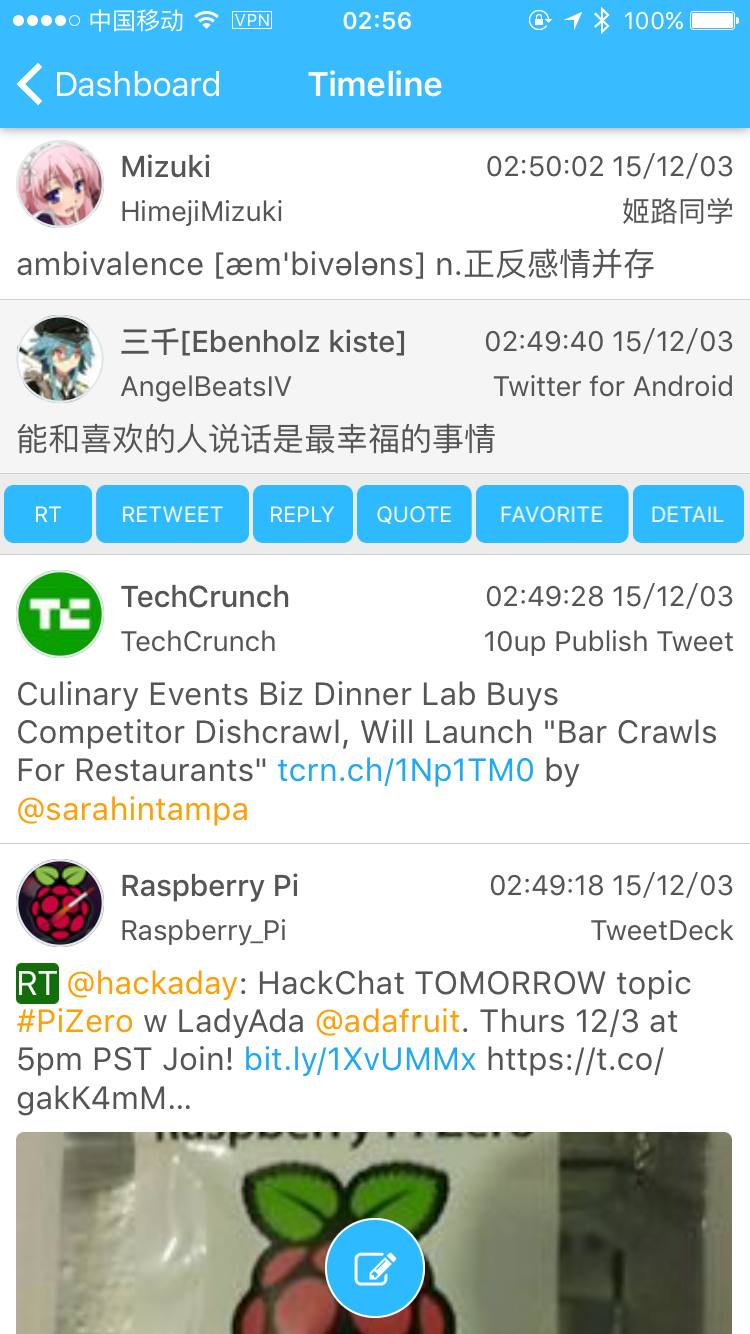 中国移动 VPN 02:56 100%
Dashboard Timeline
Mizuki 02:50:02 15/12/03
HimejiMizuki 姬路同学
ambivalence [æm'bivələns] n.正反感情并存
三千[Ebenholz kiste] 02:49:40 15/12/03
AngelBeatsIV Twitter for Android
能和喜欢的人说话是最幸福的事情
RT RETWEET REPLY QUOTE FAVORITE DETAIL
TC
TechCrunch 02:49:28 15/12/03
TechCrunch 10up Publish Tweet
Culinary Events Biz Dinner Lab Buys
Competitor Dishcrawl, Will Launch "Bar Crawls
For Restaurants" tcrn.ch/1Np1TM0 by
@sarahintampa
Raspberry Pi 02:49:18 15/12/03
Raspberry_Pi TweetDeck
RT @hackaday: HackChat TOMORROW topic
#PiZero w LadyAda @adafruit. Thurs 12/3 at
5pm PST Join! bit.ly/1XvUMMx https://t.co/
gakK4mM...
Raspberry Pi Zero